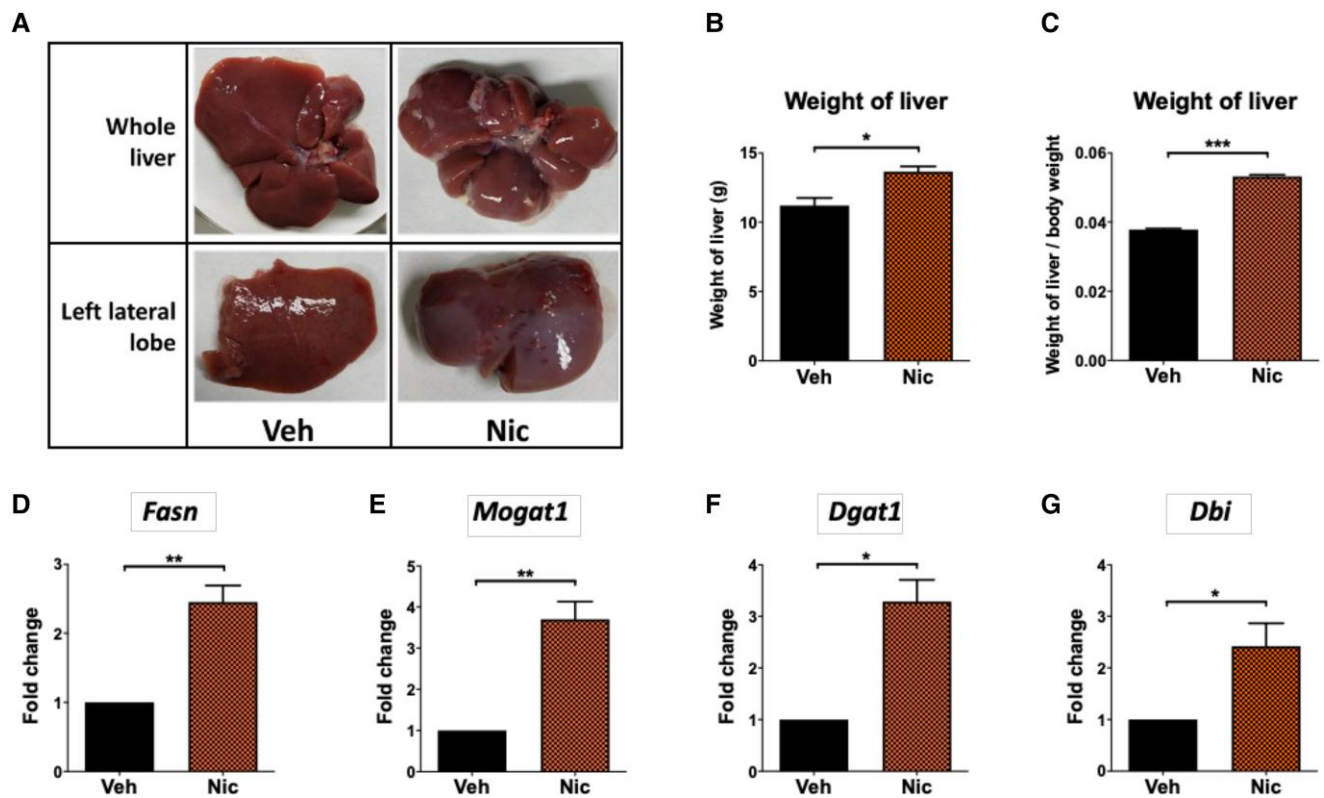 A
Whole
liver
Left lateral
lobe
Veh
Nic
B
Weight of liver
*
Weight of liver (g)
15
10
5
0
Veh
Nic
C
Weight of liver
***
Weight of liver / body weight
0.06
0.04
0.02
0.00
Veh
Nic
D
Fasn
**
Fold change
3
2
1
0
Veh
Nic
E
Mogat1
**
Fold change
5
4
3
2
1
0
Veh
Nic
F
Dgat1
*
Fold change
4
3
2
1
0
Veh
Nic
G
Dbi
*
Fold change
4
3
2
1
0
Veh
Nic